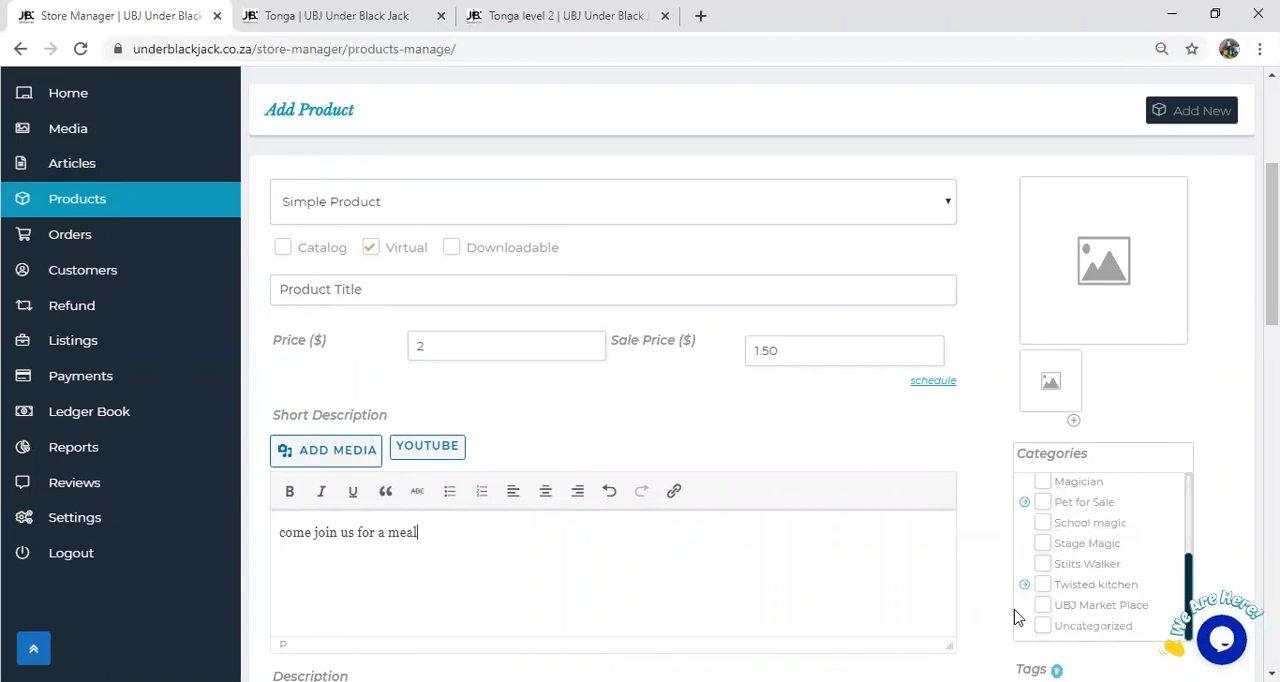 Store Manager | UBJ Under Black
Tonga | UBJ Under Black Jack
Tonga level 2 | UBJ Under Black J
underblackjack.co.za/store-manager/products-manage/
Home
Media
Articles
Products
Orders
Customers
Refund
Listings
Payments
Ledger Book
Reports
Reviews
Settings
Logout
Add Product
Add New
Simple Product
Catalog
Virtual
Downloadable
Product Title
Price ($)
2
Sale Price ($)
1.50
schedule
Short Description
ADD MEDIA
YOUTUBE
B I U ABC
come join us for a meal
P
Description
Categories
Magician
Pet for Sale
School magic
Stage Magic
Stilts Walker
Twisted kitchen
UBJ Market Place
Uncategorized
Tags
We Are Here!